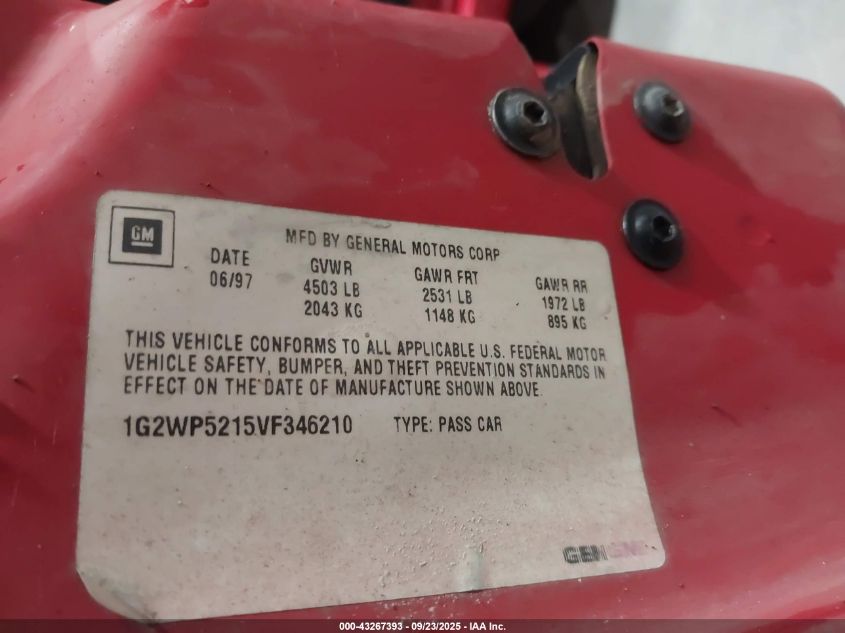 GM
MFD BY GENERAL MOTORS CORP
DATE GVWR GAWR FRT GAWR RR
06/97 4503 LB 2531 LB 1972 LB
2043 KG 1148 KG 895 KG
THIS VEHICLE CONFORMS TO ALL APPLICABLE U.S. FEDERAL MOTOR
VEHICLE SAFETY, BUMPER, AND THEFT PREVENTION STANDARDS IN
EFFECT ON THE DATE OF MANUFACTURE SHOWN ABOVE.
1G2WP5215VF346210 TYPE: PASS CAR
000-43267393 - 09/23/2025 - IAA Inc.